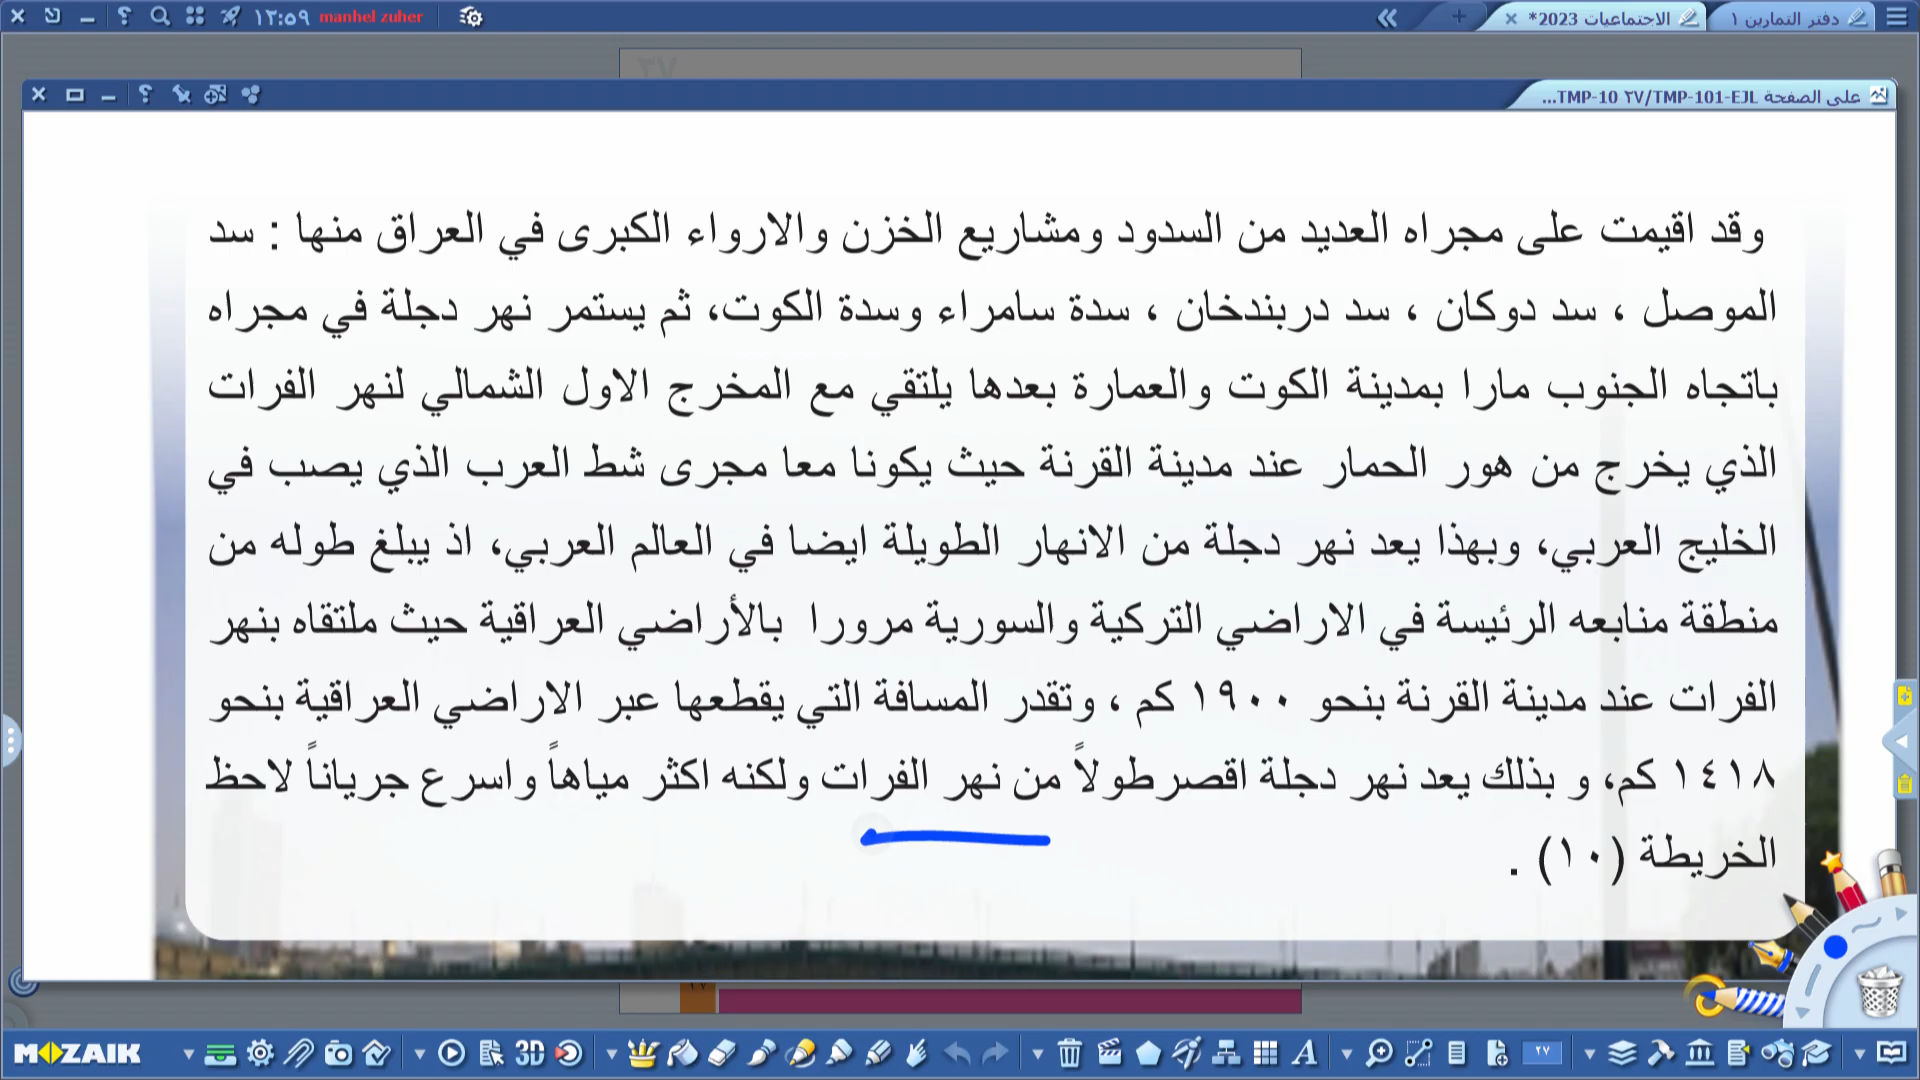 ١٣:٥٩
manhel zuher
الاجتماعيات 2023*
دفتر التمارين ١
٣٧
على الصفحة ٢٧/TMP-101-EJL TMP-10...
وقد اقيمت على مجراه العديد من السدود ومشاريع الخزن والارواء الكبرى في العراق منها : سد
الموصل ، سد دوكان ، سد دربندخان ، سدة سامراء وسدة الكوت، ثم يستمر نهر دجلة في مجراه
باتجاه الجنوب مارا بمدينة الكوت والعمارة بعدها يلتقي مع المخرج الاول الشمالي لنهر الفرات
الذي يخرج من هور الحمار عند مدينة القرنة حيث يكونا معا مجرى شط العرب الذي يصب في
الخليج العربي، وبهذا يعد نهر دجلة من الانهار الطويلة ايضا في العالم العربي، اذ يبلغ طوله من
منطقة منابعه الرئيسة في الاراضي التركية والسورية مرورا بالأراضي العراقية حيث ملتقاه بنهر
الفرات عند مدينة القرنة بنحو ١٩٠٠ كم ، وتقدر المسافة التي يقطعها عبر الاراضي العراقية بنحو
١٤١٨ كم، و بذلك يعد نهر دجلة اقصرطولاً من نهر الفرات ولكنه اكثر مياهاً واسرع جرياناً لاحظ
الخريطة (١٠) .
MOZAIK
3D
A
٢٧